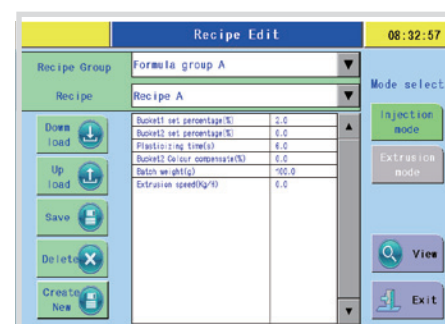 Recipe Edit
08:32:57
Recipe Group
Formula group A
Recipe
Recipe A
Mode select
Injection
mode
Extrusion
mode
Down
load
Up
load
Save
Delete
Create
New
Bucket1 set percentage(%) 2.0
Bucket2 set percentage(%) 0.0
Plasticizing time(s) 6.0
Bucket2 Colour compensate(%) 0.0
Batch weight(g) 100.0
Extrusion speed(Kg/H) 0.0
View
Exit